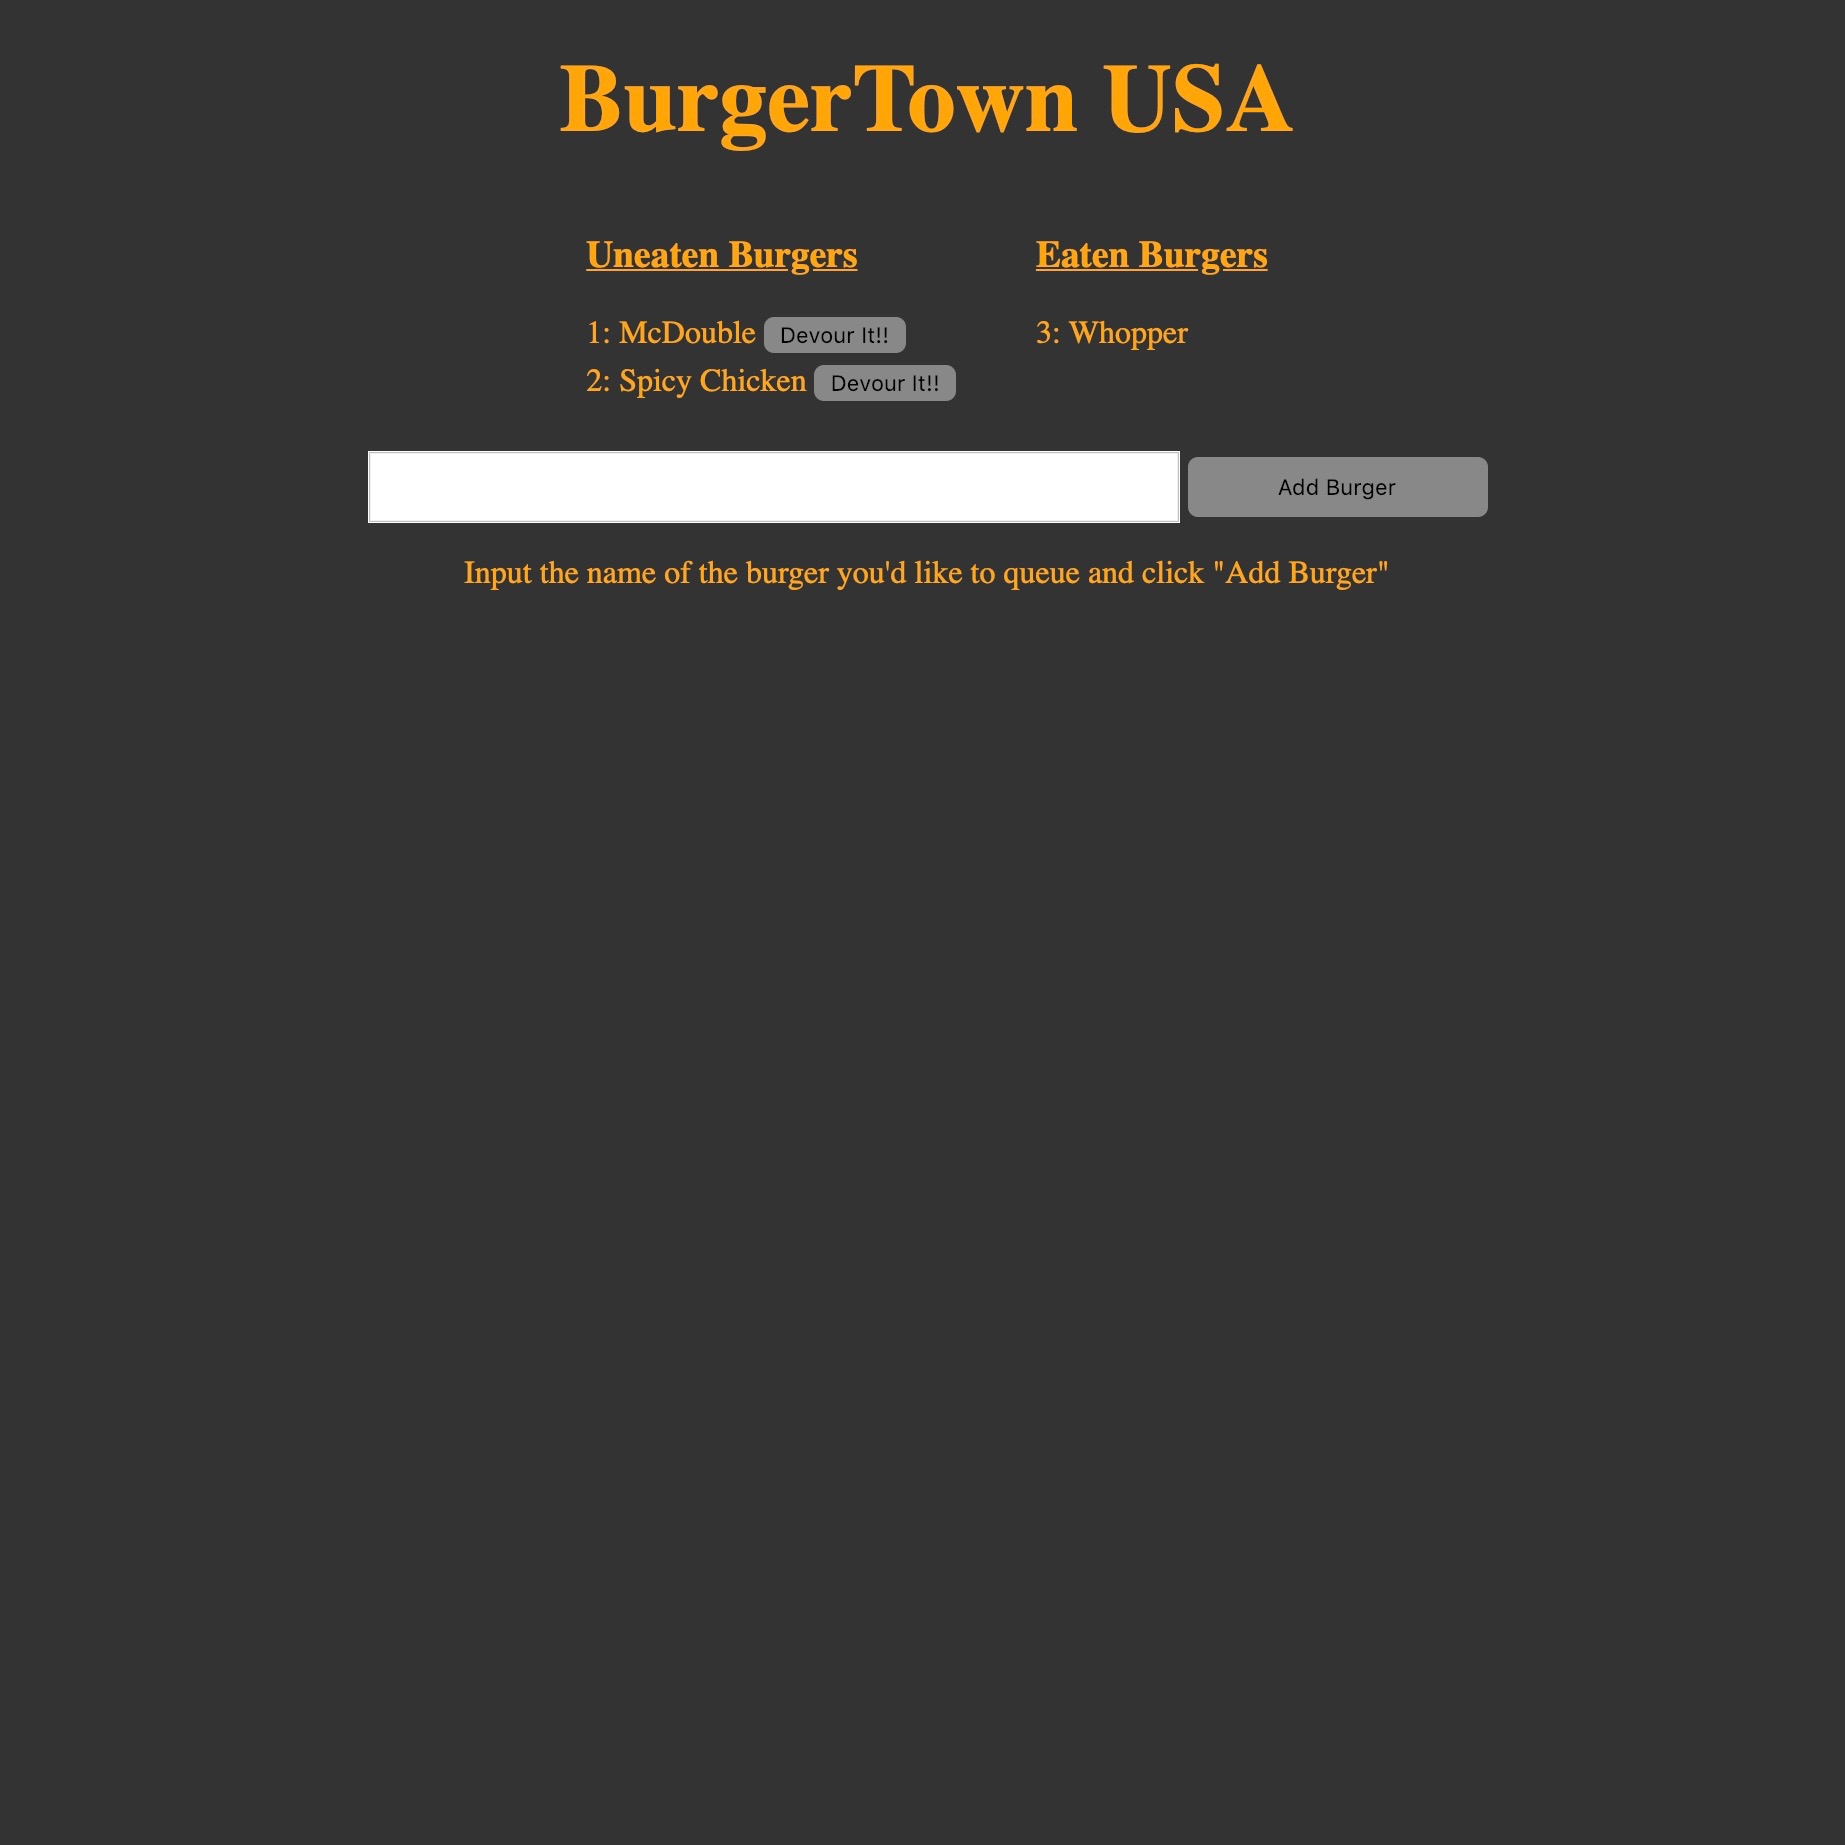 BurgerTown USA
Uneaten Burgers
1: McDouble Devour It!!
2: Spicy Chicken Devour It!!
Eaten Burgers
3: Whopper
Add Burger
Input the name of the burger you'd like to queue and click "Add Burger"